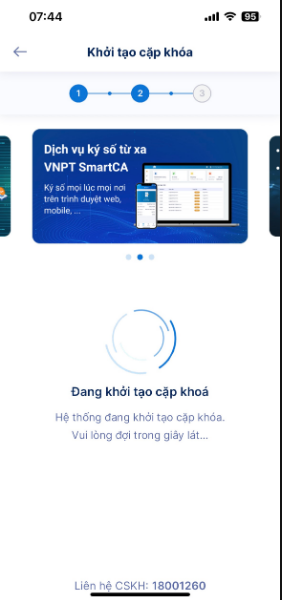 07:44
95
Khởi tạo cặp khóa
1
2
3
Dịch vụ ký số từ xa
VNPT SmartCA
Ký số mọi lúc mọi nơi
trên trình duyệt web,
mobile, ...
Đang khởi tạo cặp khoá
Hệ thống đang khởi tạo cặp khóa.
Vui lòng đợi trong giây lát...
Liên hệ CSKH: 18001260